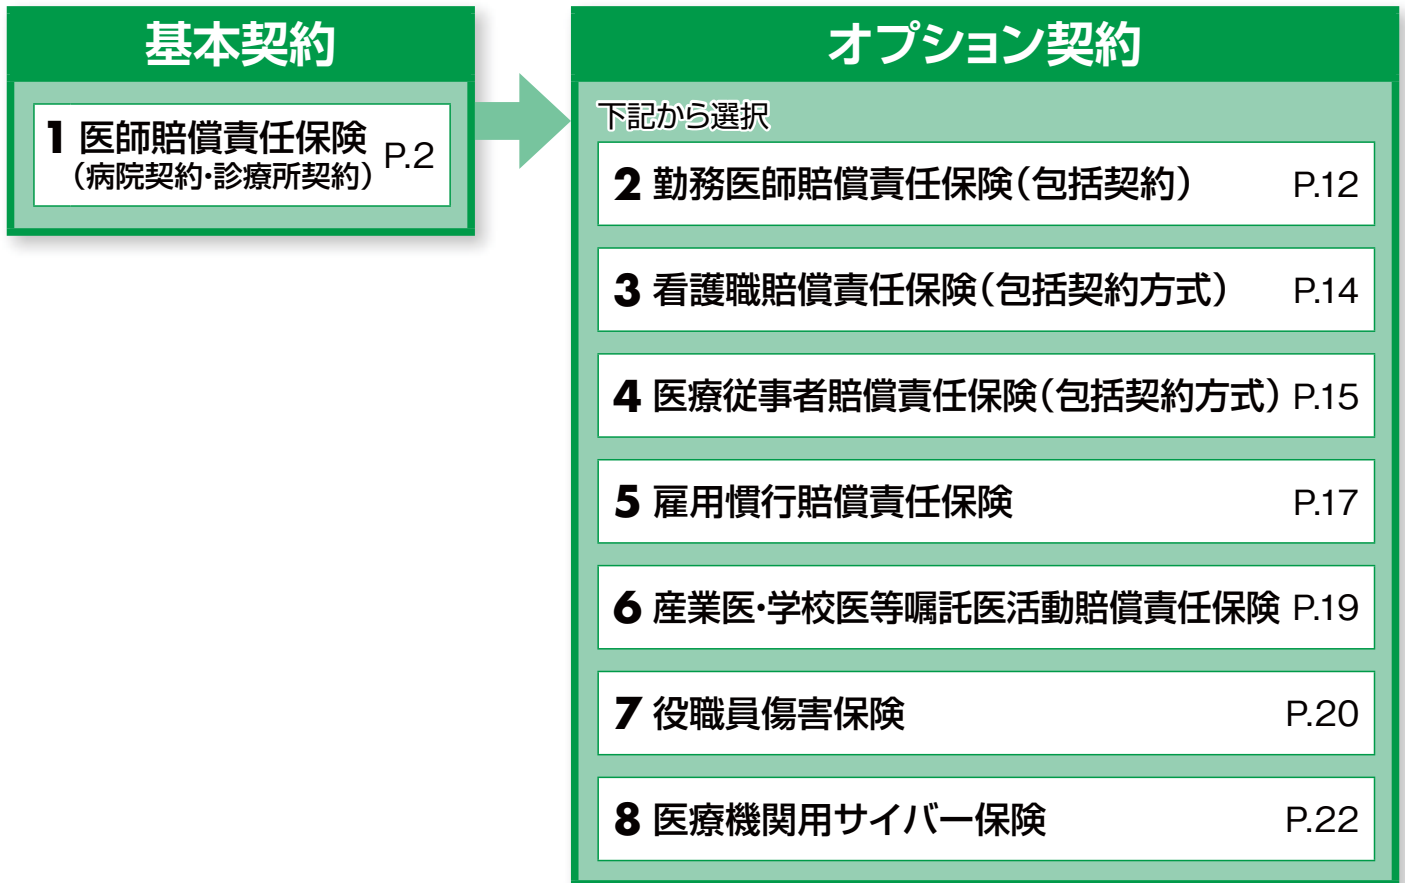 基本契約
1 医師賠償責任保険
（病院契約・診療所契約） P.2
オプション契約
下記から選択
2 勤務医師賠償責任保険（包括契約） P.12
3 看護職賠償責任保険（包括契約方式） P.14
4 医療従事者賠償責任保険（包括契約方式） P.15
5 雇用慣行賠償責任保険 P.17
6 産業医・学校医等嘱託医活動賠償責任保険 P.19
7 役職員傷害保険 P.20
8 医療機関用サイバー保険 P.22